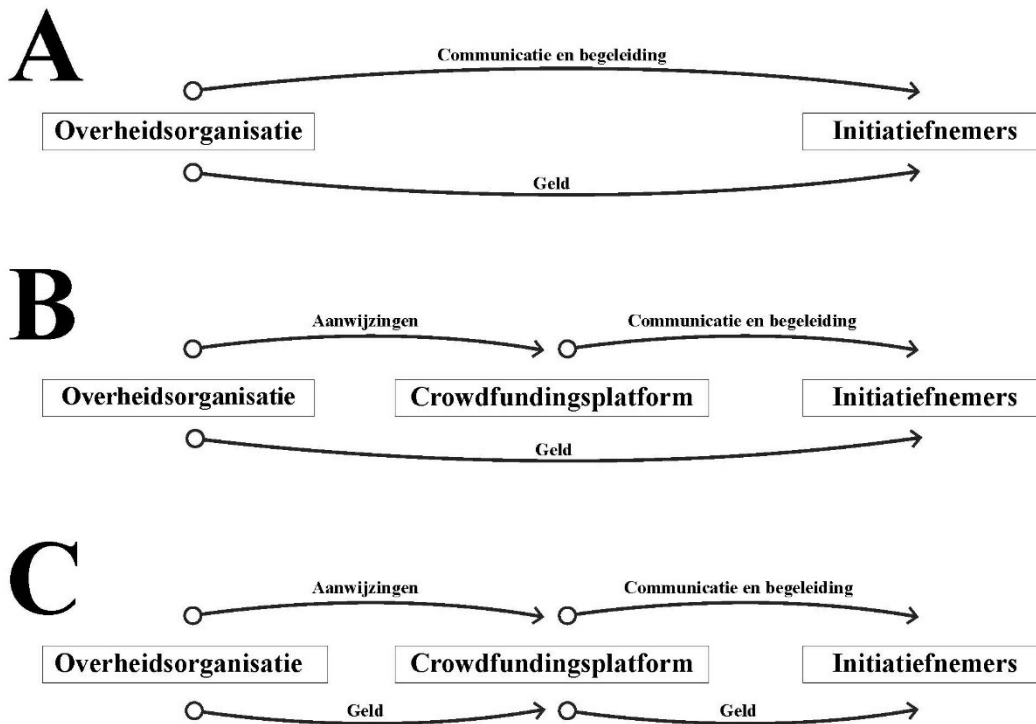 A
Communicatie en begeleiding
Overheidsorganisatie Initiatiefnemers
Geld
B
Aanwijzingen Communicatie en begeleiding
Overheidsorganisatie Crowdfundingsplatform Initiatiefnemers
Geld
C
Aanwijzingen Communicatie en begeleiding
Overheidsorganisatie Crowdfundingsplatform Initiatiefnemers
Geld Geld